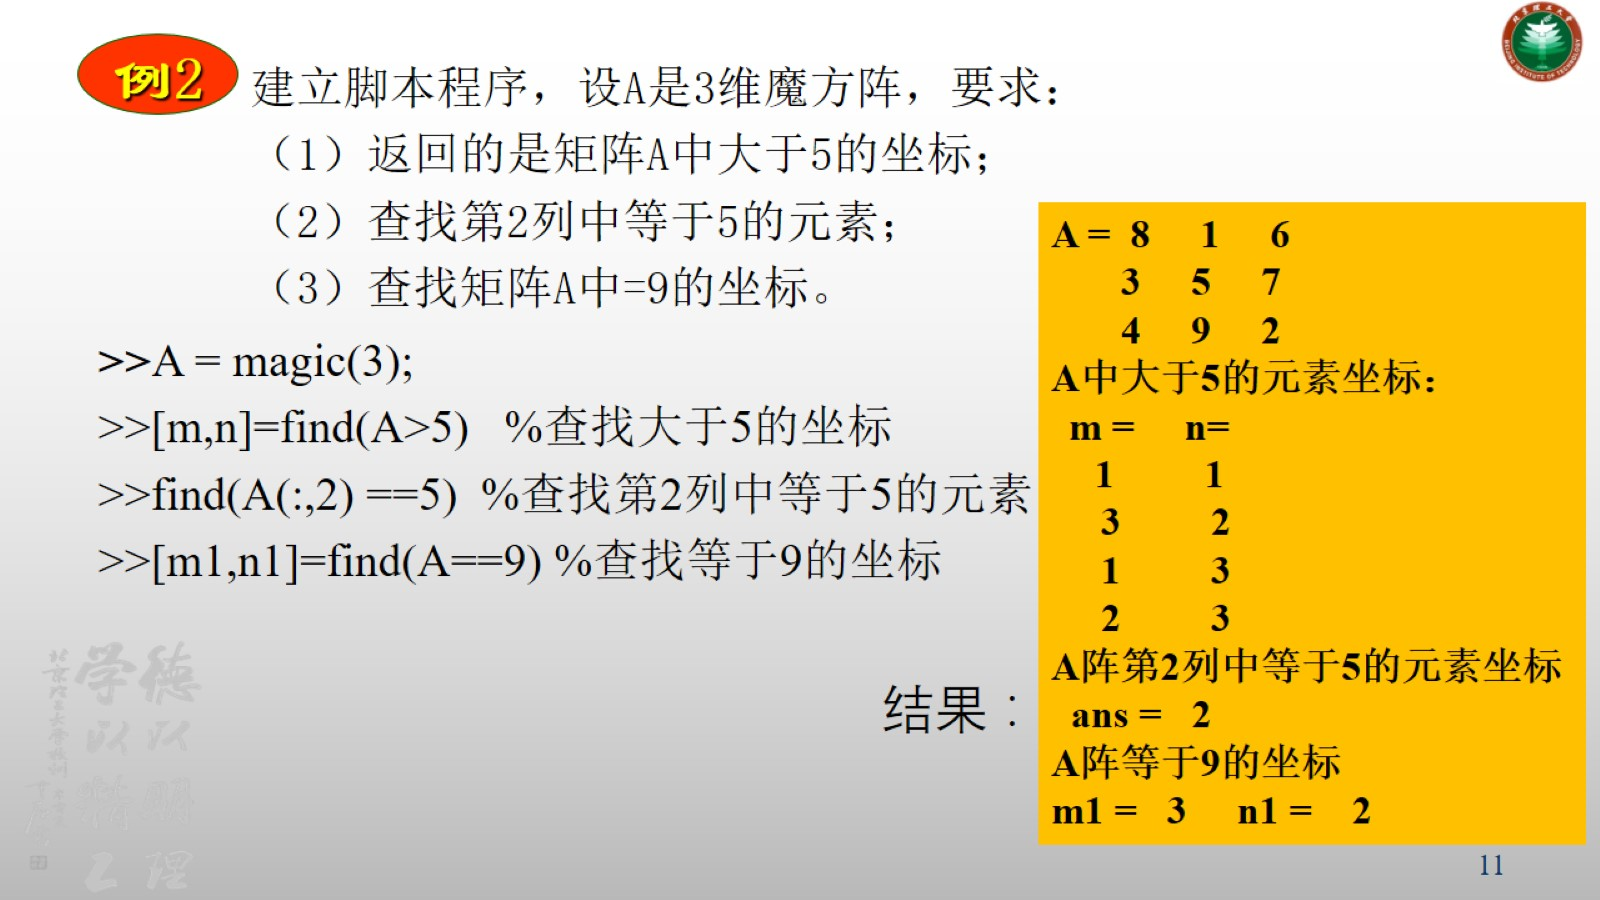 例2 建立脚本程序，设A是3维魔方阵，要求：
（1）返回的是矩阵A中大于5的坐标；
（2）查找第2列中等于5的元素；
（3）查找矩阵A中=9的坐标。
>>A = magic(3);
>>[m,n]=find(A>5) %查找大于5的坐标
>>find(A(:,2) ==5) %查找第2列中等于5的元素
>>[m1,n1]=find(A==9) %查找等于9的坐标
结果：
A = 8 1 6
3 5 7
4 9 2
A中大于5的元素坐标：
m = n=
1 1
3 2
1 3
2 3
A阵第2列中等于5的元素坐标
ans = 2
A阵等于9的坐标
m1 = 3 n1 = 2
德以明理
学以精工
11